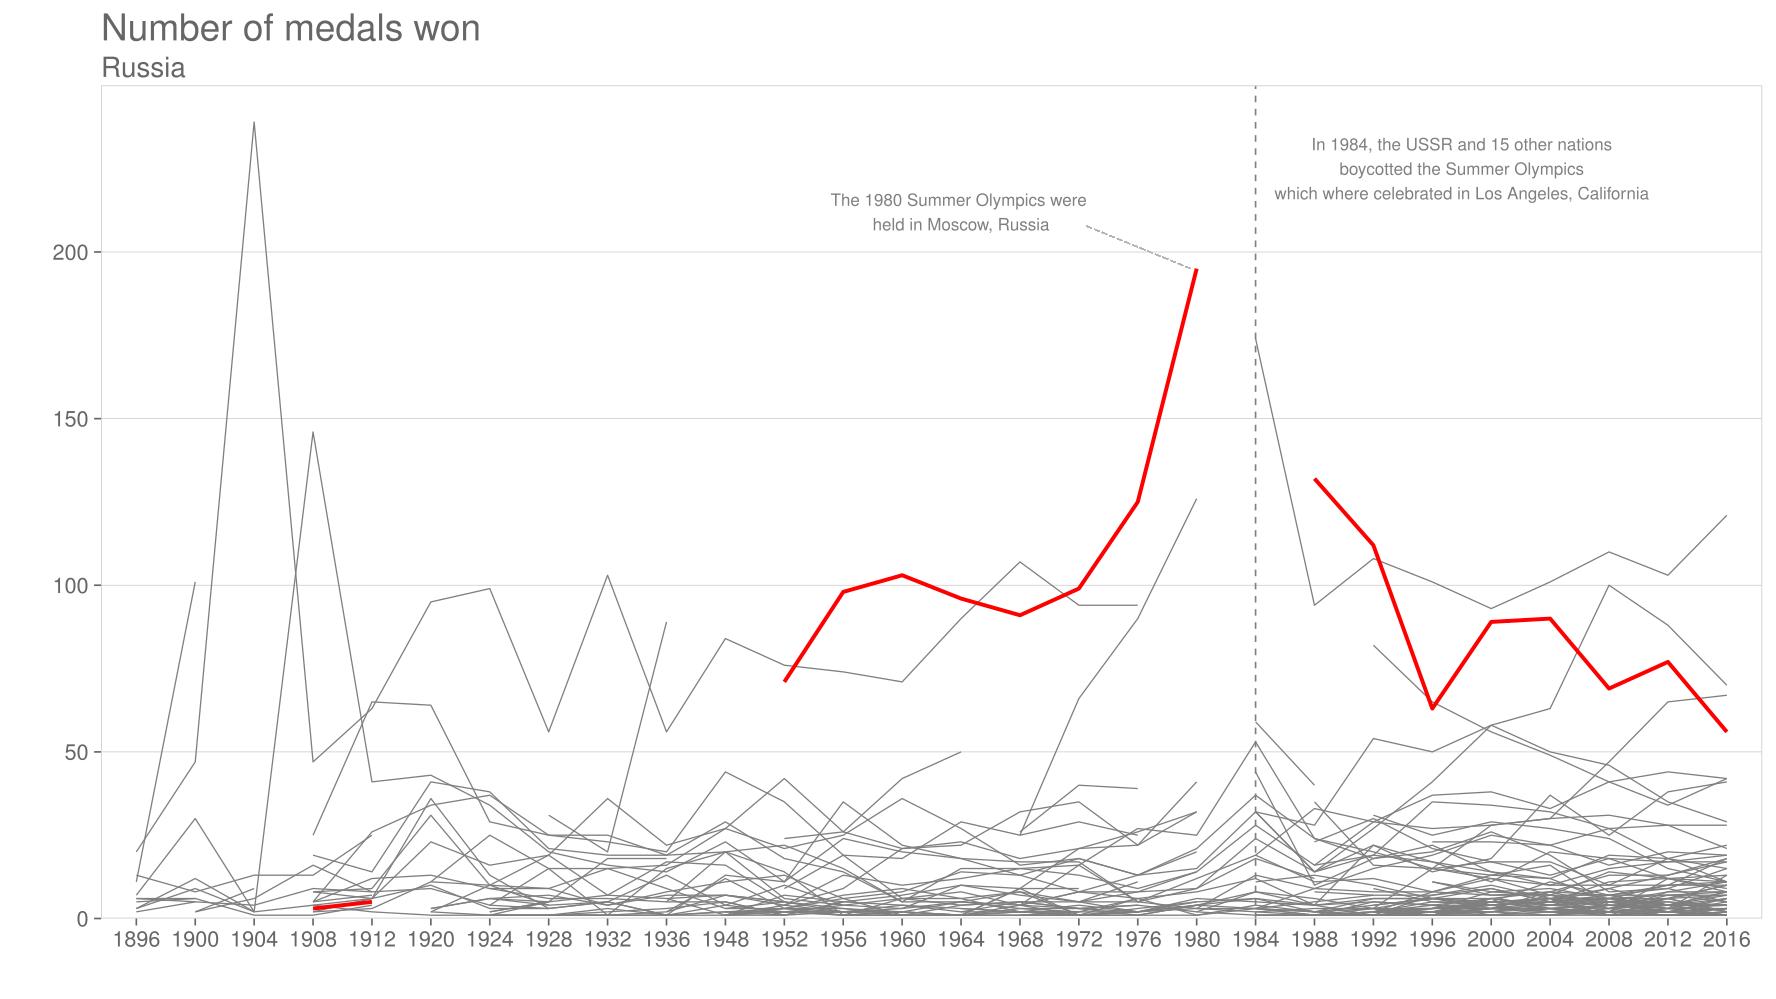 Number of medals won
Russia
In 1984, the USSR and 15 other nations
boycotted the Summer Olympics
which where celebrated in Los Angeles, California
The 1980 Summer Olympics were
held in Moscow, Russia
200
150
100
50
0
1896 1900 1904 1908 1912 1920 1924 1928 1932 1936 1948 1952 1956 1960 1964 1968 1972 1976 1980 1984 1988 1992 1996 2000 2004 2008 2012 2016